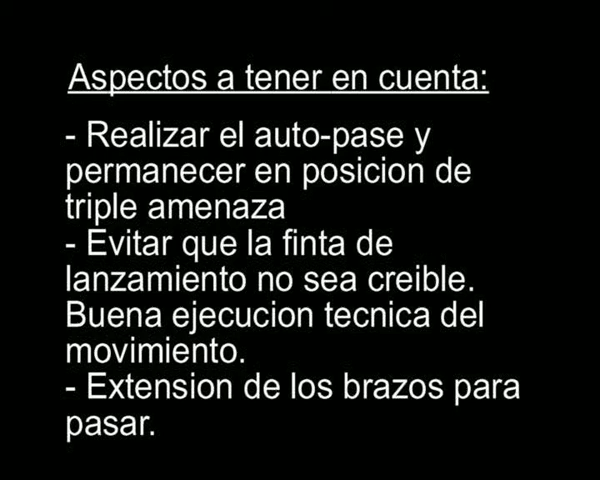 Aspectos a tener en cuenta:
- Realizar el auto-pase y
permanecer en posicion de
triple amenaza
- Evitar que la finta de
lanzamiento no sea creible.
Buena ejecucion tecnica del
movimiento.
- Extension de los brazos para
pasar.